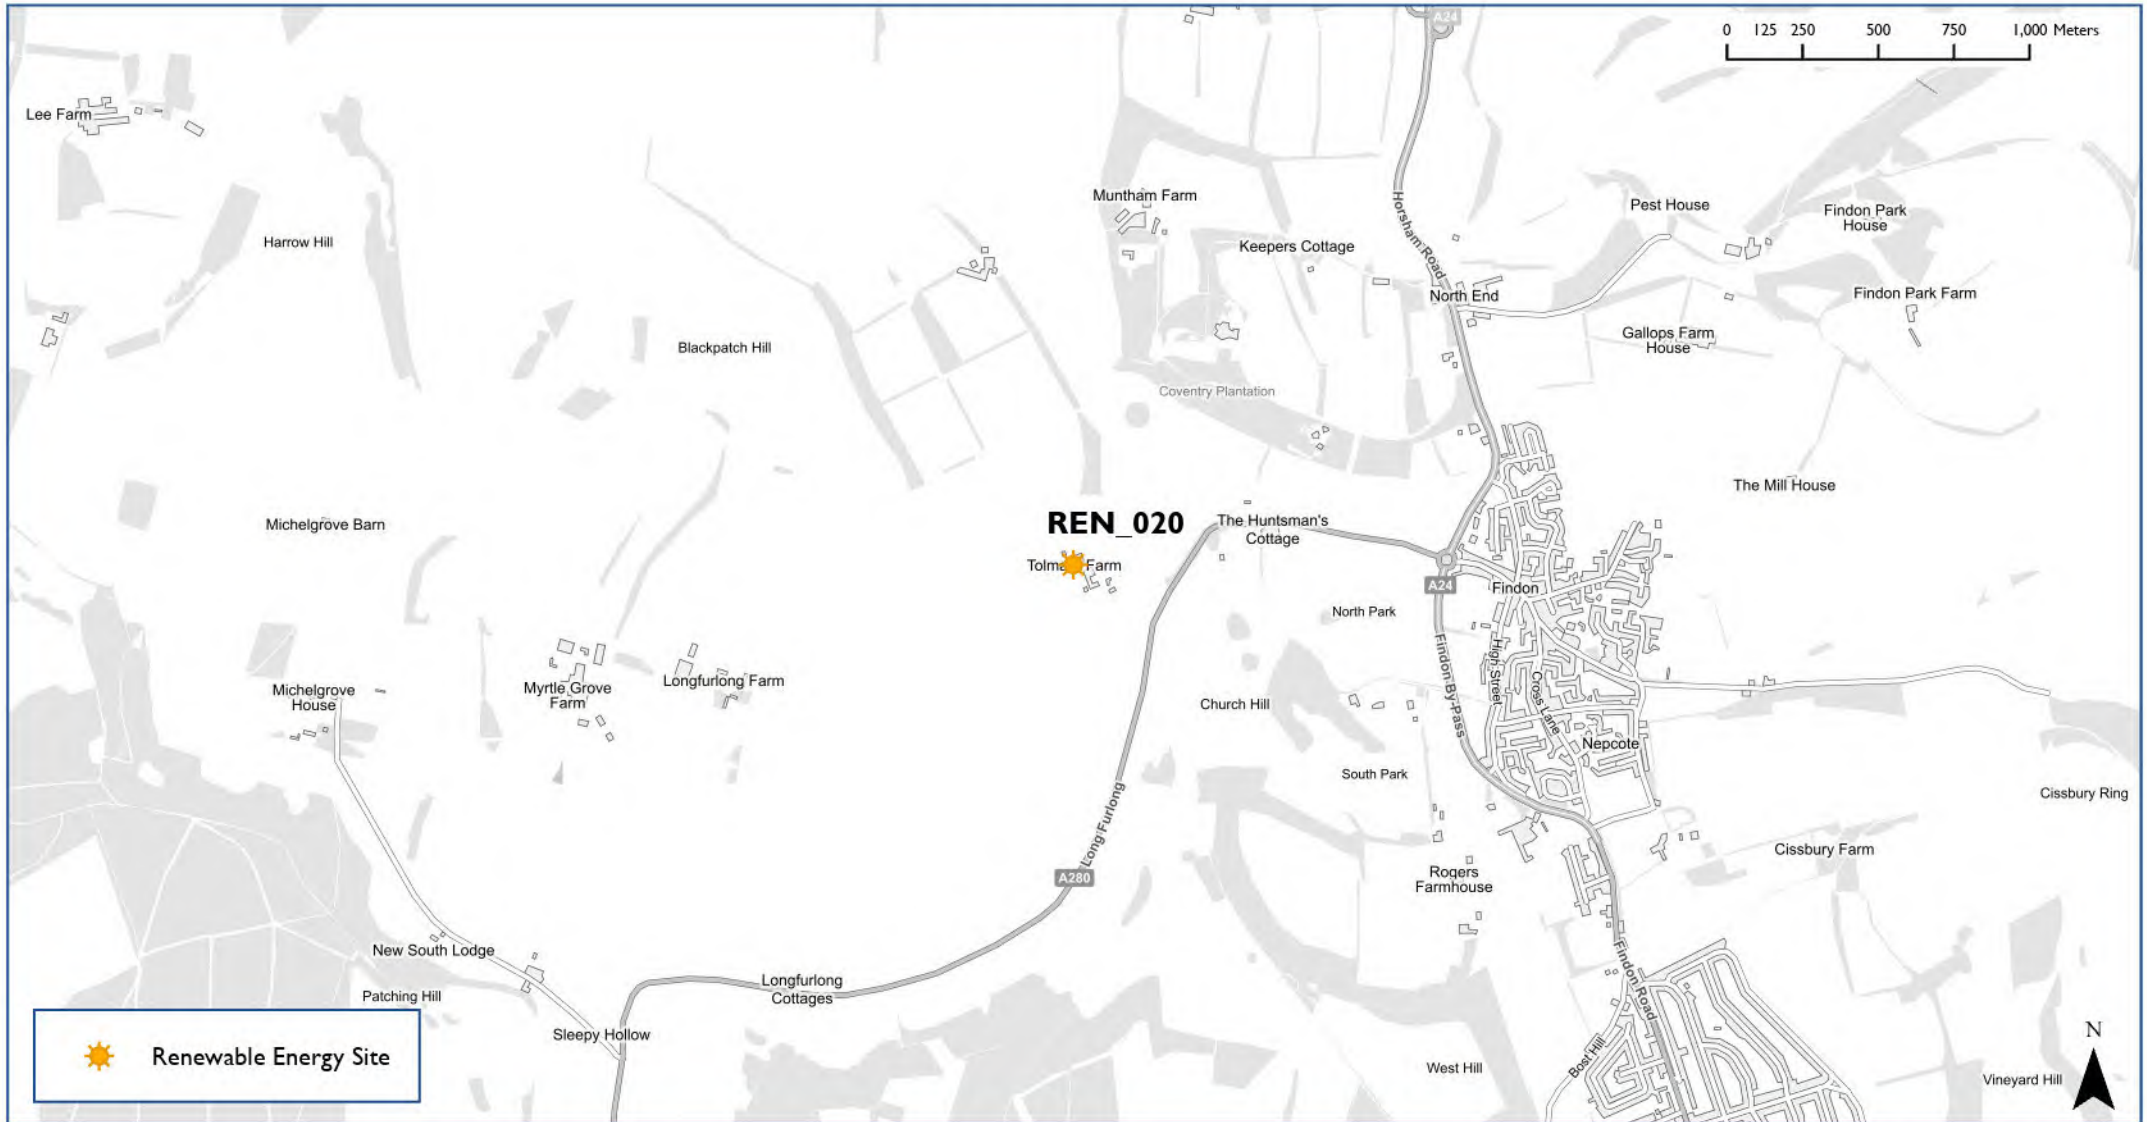 A24
0 125 250 500 750 1,000 Meters
Lee Farm
Muntham Farm
Pest House
Findon Park
House
Horsham Road
Harrow Hill
Keepers Cottage
North End
Findon Park Farm
Gallops Farm
House
Blackpatch Hill
Coventry Plantation
The Mill House
Michelgrove Barn
REN_020
The Huntsman's
Cottage
Farm
A24
Findon
North Park
Findon By-Pass
High Street
Cross Lane
Michelgrove
House
Myrtle Grove
Farm
Longfurlong Farm
Church Hill
Nepcote
South Park
Cissbury Ring
Long Furlong
A280
Cissbury Farm
Rogers
Farmhouse
New South Lodge
Patching Hill
Longfurlong
Cottages
Findon Road
Sleepy Hollow
Bost Hill
West Hill
Vineyard Hill
N
Renewable Energy Site